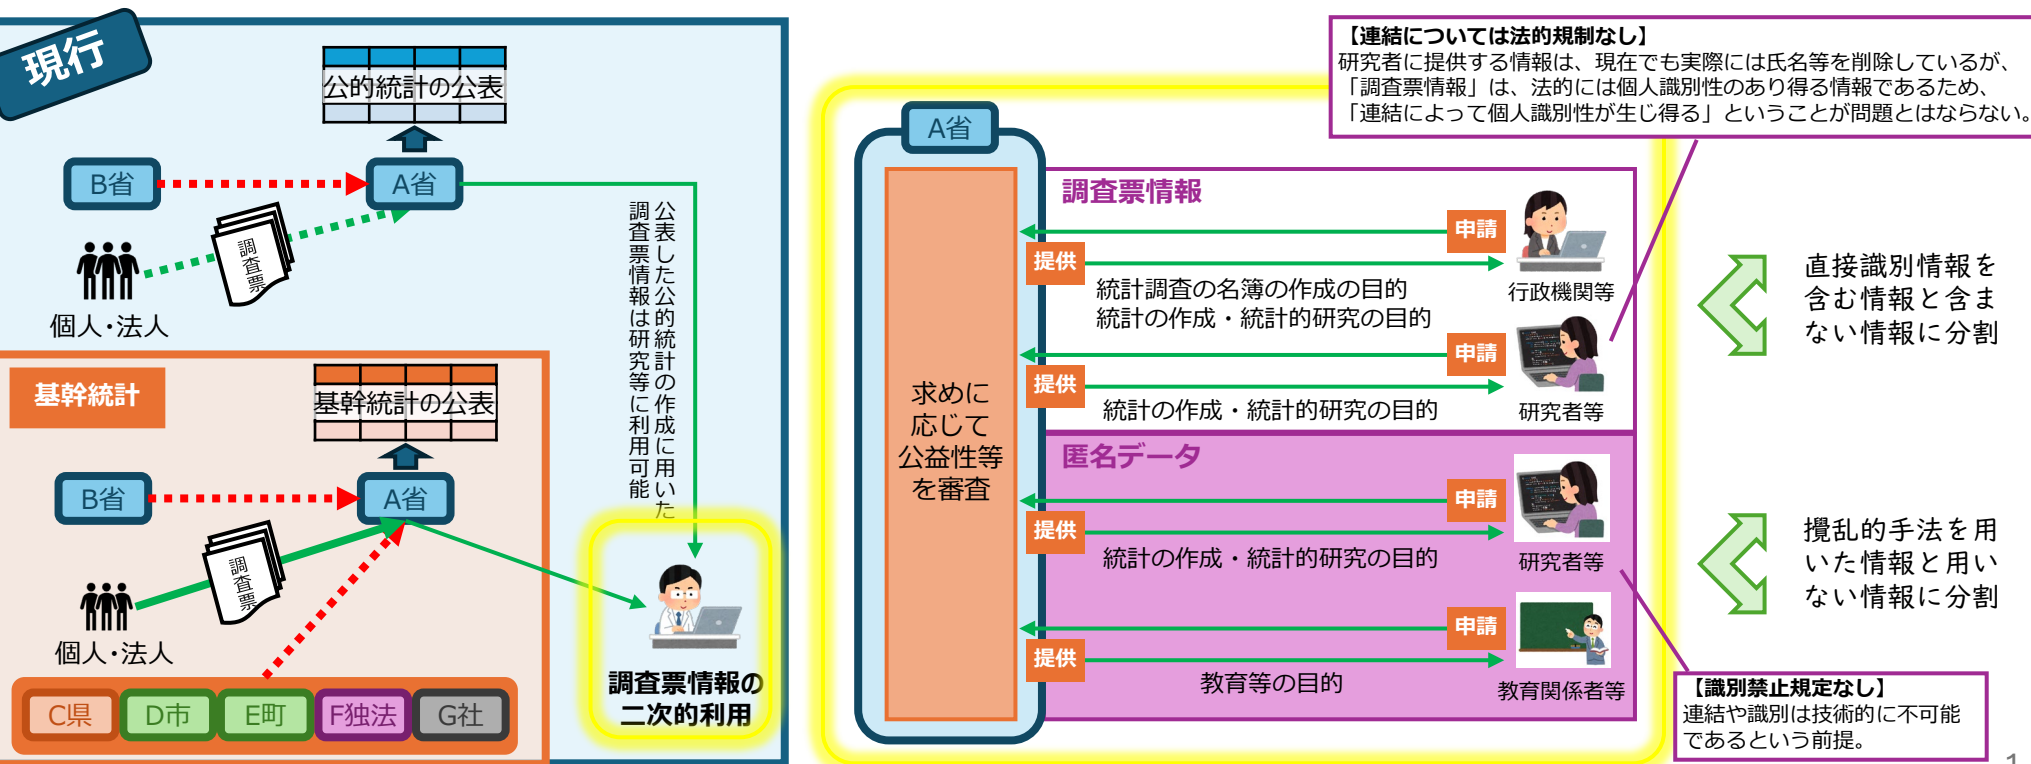 現行
公的統計の公表
B省
A省
調査票
個人・法人
公表した公的統計の作成に用いた
調査票情報は研究等に利用可能
基幹統計
基幹統計の公表
B省
A省
調査票
個人・法人
C県
D市
E町
F独法
G社
調査票情報の
二次的利用
【連結については法的規制なし】
研究者に提供する情報は、現在でも実際には氏名等を削除しているが、
「調査票情報」は、法的には個人識別性のあり得る情報であるため、
「連結によって個人識別性が生じ得る」ということが問題とはならない。
A省
求めに
応じて
公益性等
を審査
調査票情報
申請
提供
統計調査の名簿の作成の目的
統計の作成・統計的研究の目的
行政機関等
申請
提供
統計の作成・統計的研究の目的
研究者等
匿名データ
申請
提供
統計の作成・統計的研究の目的
研究者等
申請
提供
教育等の目的
教育関係者等
直接識別情報を
含む情報と含ま
ない情報に分割
攪乱的手法を用
いた情報と用い
ない情報に分割
【識別禁止規定なし】
連結や識別は技術的に不可能
であるという前提。
1